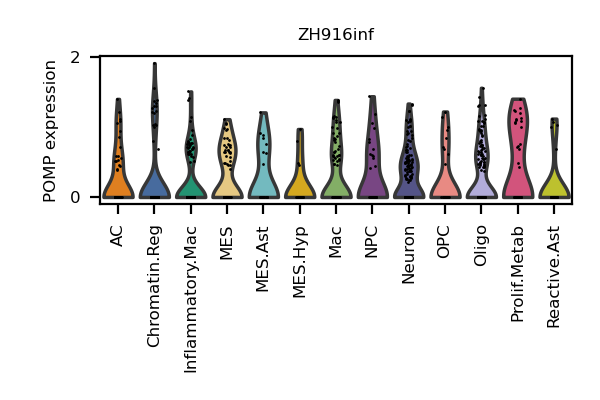 ZH916inf
POMP expression
2
0
AC
Chromatin.Reg
Inflammatory.Mac
MES
MES.Ast
MES.Hyp
Mac
NPC
Neuron
OPC
Oligo
Prolif.Metab
Reactive.Ast